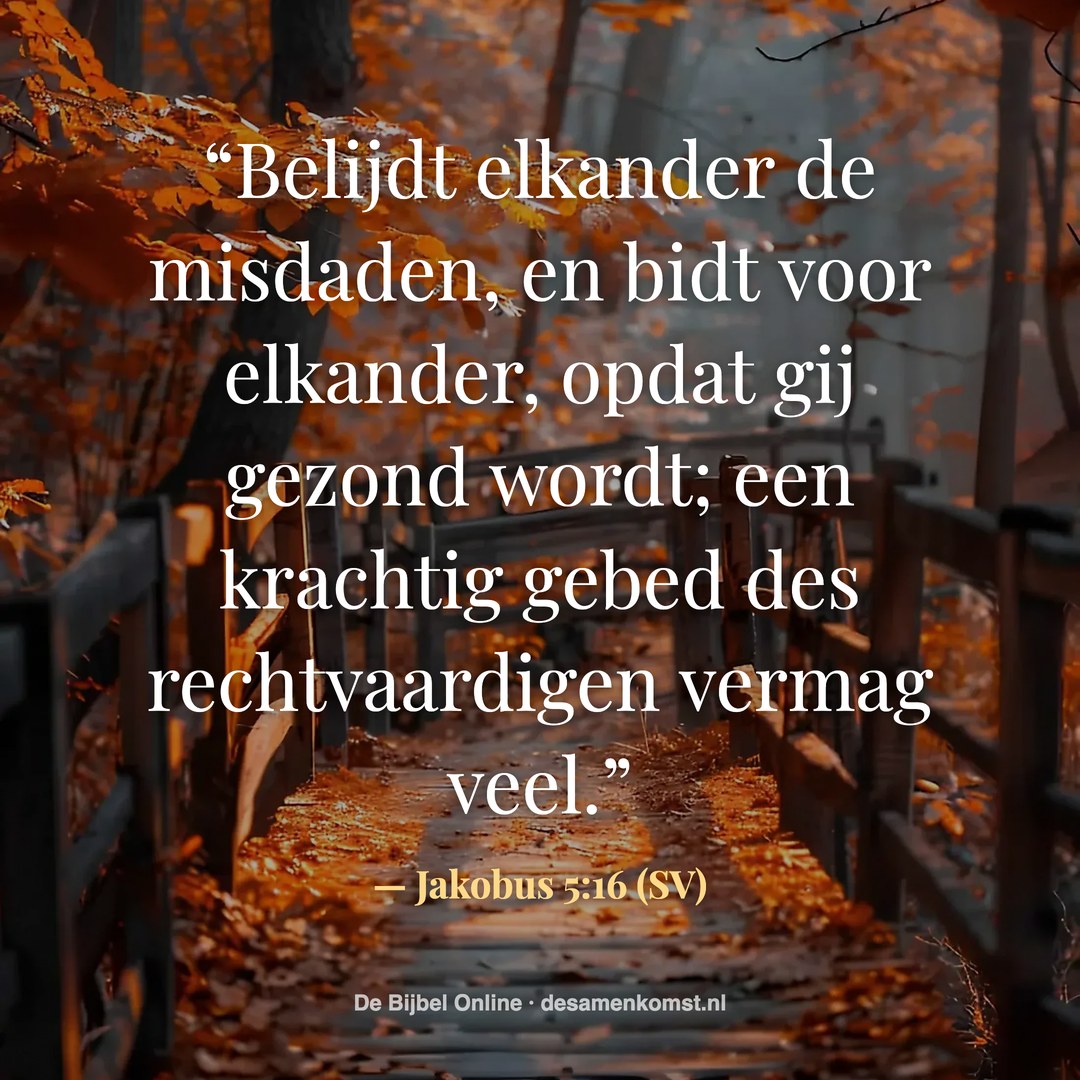 “Belijdt elkander de
misdaden, en bidt voor
elkander, opdat gij
gezond wordt; een
krachtig gebed des
rechtvaardigen vermag
veel.”
— Jakobus 5:16 (SV)
De Bijbel Online · desamenkomst.nl